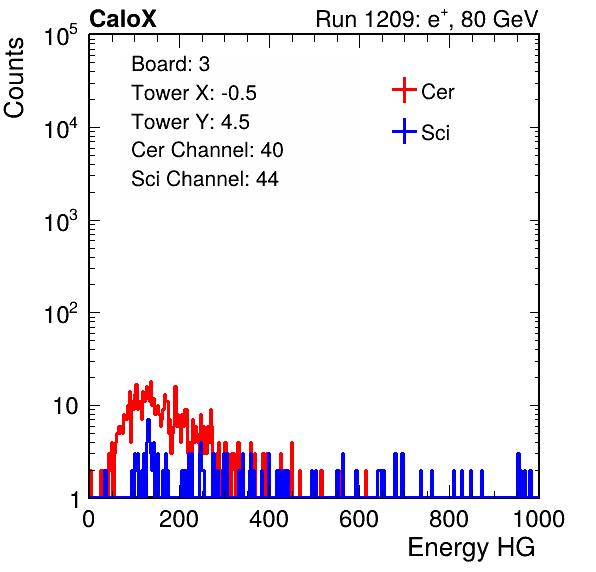 CaloX Run 1209: e⁺, 80 GeV
Counts
10⁵
10⁴
10³
10²
10
1
Board: 3
Tower X: -0.5
Tower Y: 4.5
Cer Channel: 40
Sci Channel: 44
Cer
Sci
0 200 400 600 800 1000
Energy HG